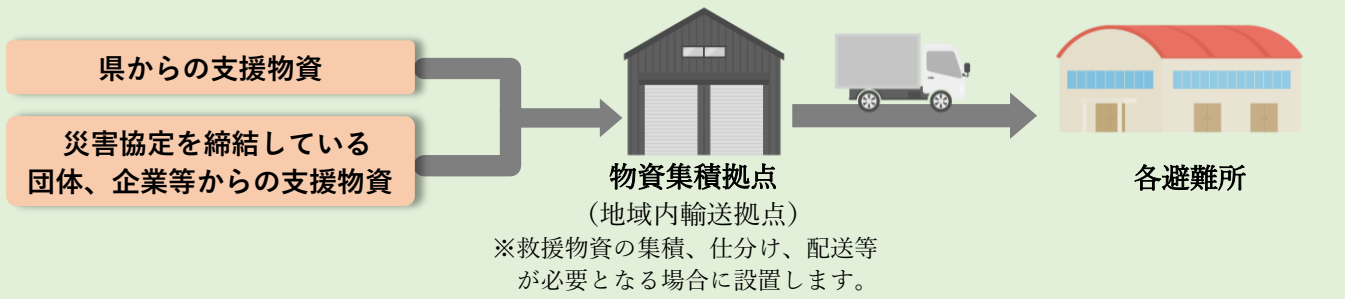 県からの支援物資
災害協定を締結している
団体、企業等からの支援物資
物資集積拠点
（地域内輸送拠点）
※救援物資の集積、仕分け、配送等
が必要となる場合に設置します。
各避難所